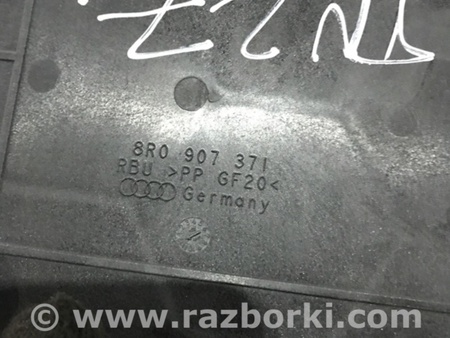 8R0 907 371
RBU >PP GF20<
Germany
© www.razborki.com